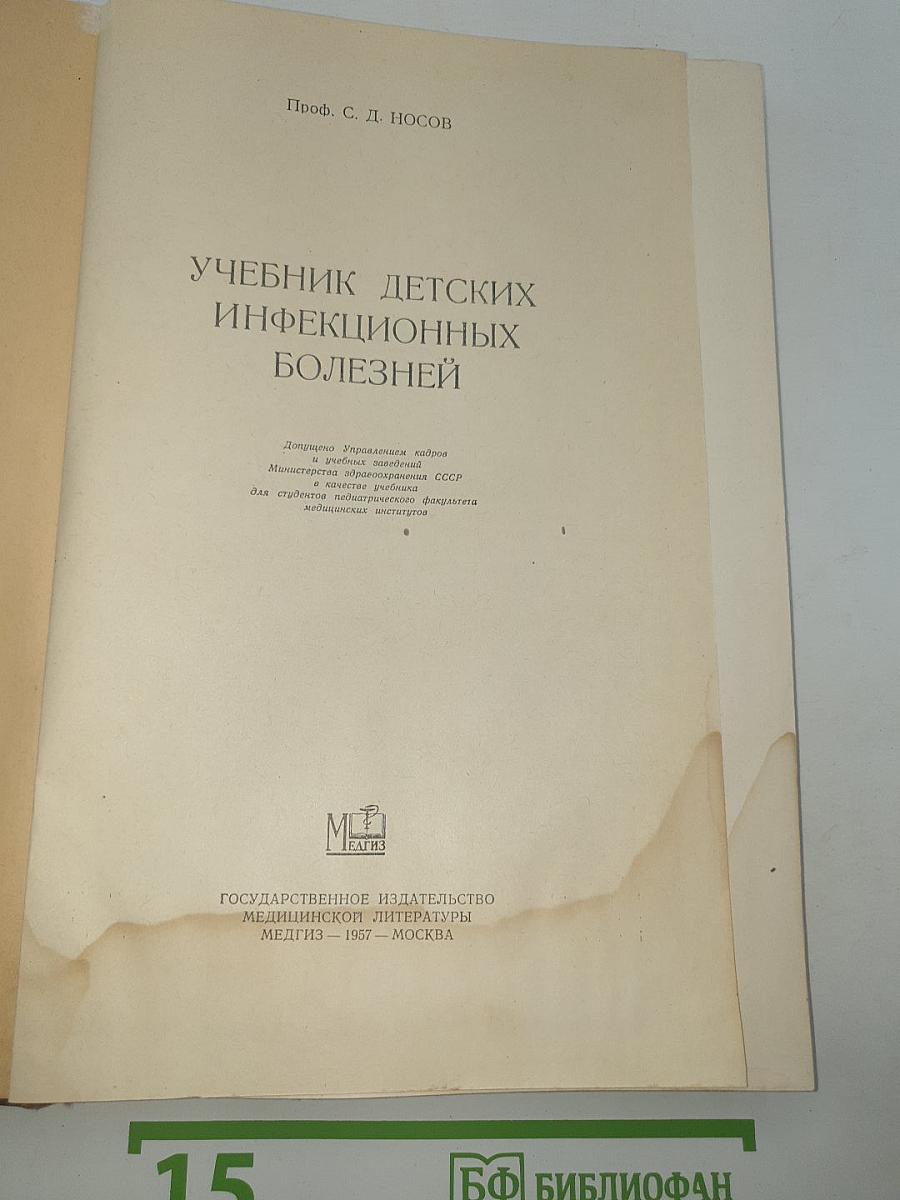 Проф. С. Д. НОСОВ
УЧЕБНИК ДЕТСКИХ
ИНФЕКЦИОННЫХ
БОЛЕЗНЕЙ
Допущено Управлением кадров
и учебных заведений
Министерства здравоохранения СССР
в качестве учебника
для студентов педиатрического факультета
медицинских институтов
МЕДГИЗ
ГОСУДАРСТВЕННОЕ ИЗДАТЕЛЬСТВО
МЕДИЦИНСКОЙ ЛИТЕРАТУРЫ
МЕДГИЗ — 1957 — МОСКВА
15 БФ БИБЛИОФАН